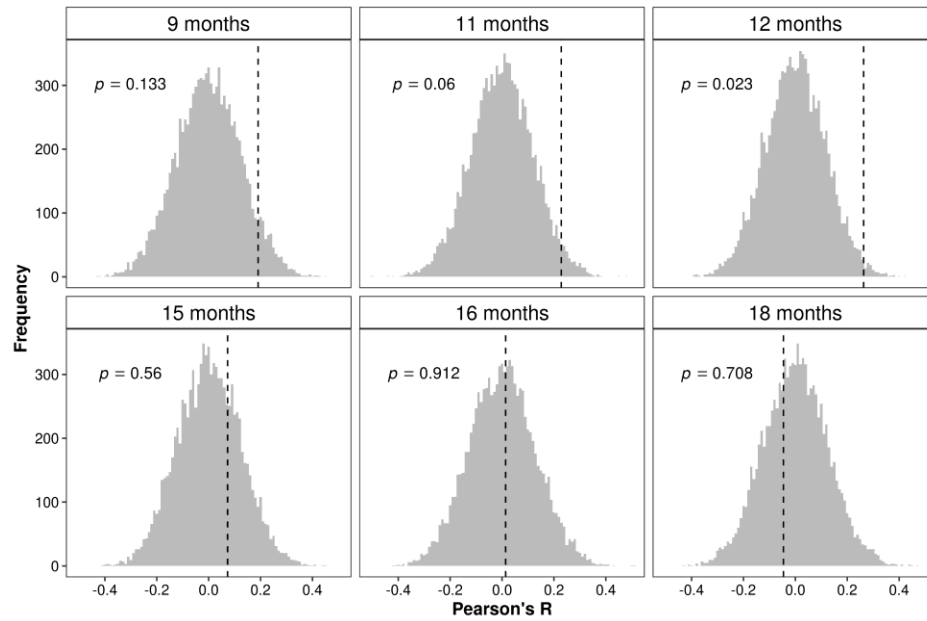 9 months 11 months 12 months
300
200
100
0
p = 0.133 p = 0.06 p = 0.023
Frequency
15 months 16 months 18 months
300
200
100
0
p = 0.56 p = 0.912 p = 0.708
-0.4 -0.2 0.0 0.2 0.4 -0.4 -0.2 0.0 0.2 0.4 -0.4 -0.2 0.0 0.2 0.4
Pearson's R